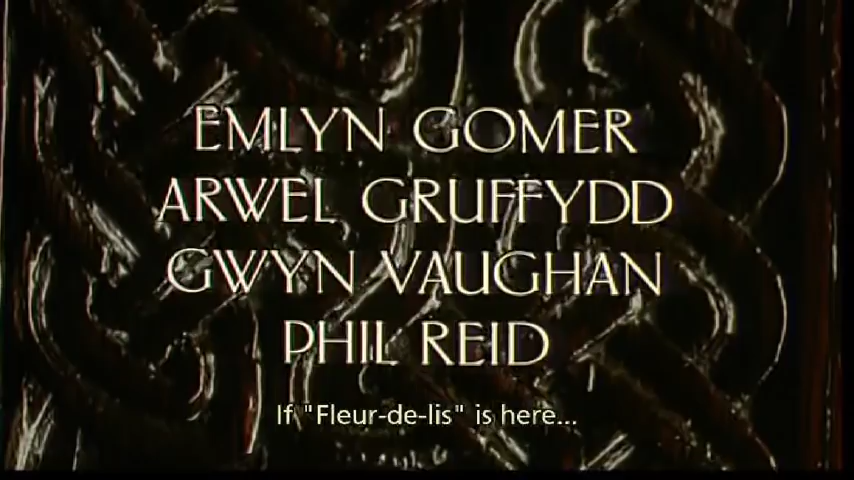 EMLYN GOMER
ARWEL GRUFFYDD
GWYN VAUGHAN
PHIL REID
If "Fleur-de-lis" is here...